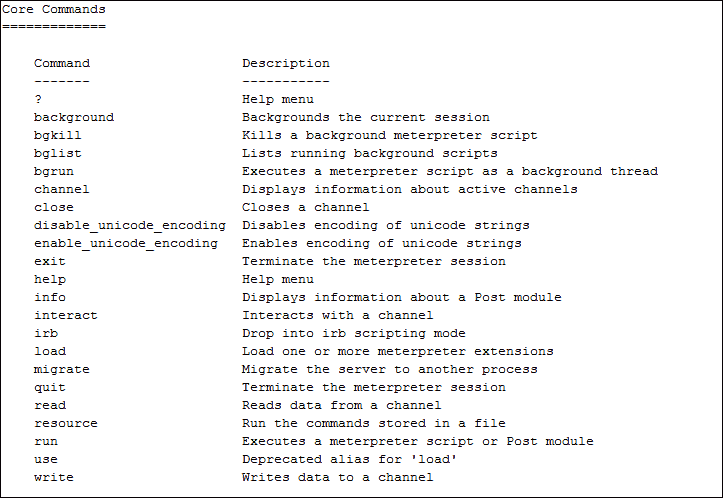 Core Commands
=============
Command Description
------- -----------
? Help menu
background Backgrounds the current session
bgkill Kills a background meterpreter script
bglist Lists running background scripts
bgrun Executes a meterpreter script as a background thread
channel Displays information about active channels
close Closes a channel
disable_unicode_encoding Disables encoding of unicode strings
enable_unicode_encoding Enables encoding of unicode strings
exit Terminate the meterpreter session
help Help menu
info Displays information about a Post module
interact Interacts with a channel
irb Drop into irb scripting mode
load Load one or more meterpreter extensions
migrate Migrate the server to another process
quit Terminate the meterpreter session
read Reads data from a channel
resource Run the commands stored in a file
run Executes a meterpreter script or Post module
use Deprecated alias for 'load'
write Writes data to a channel